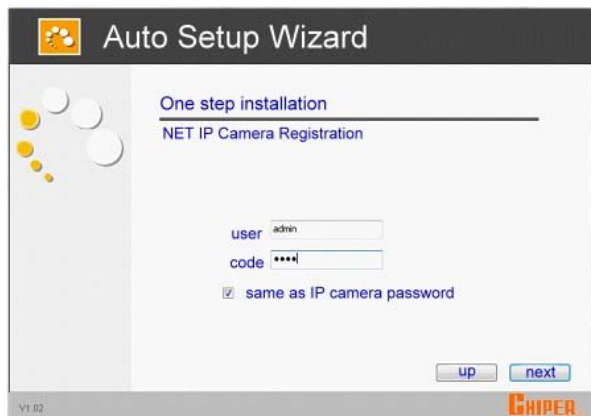 Auto Setup Wizard
One step installation
NET IP Camera Registration
user admin
code ••••
same as IP camera password
up next
V1.02 CHIPER